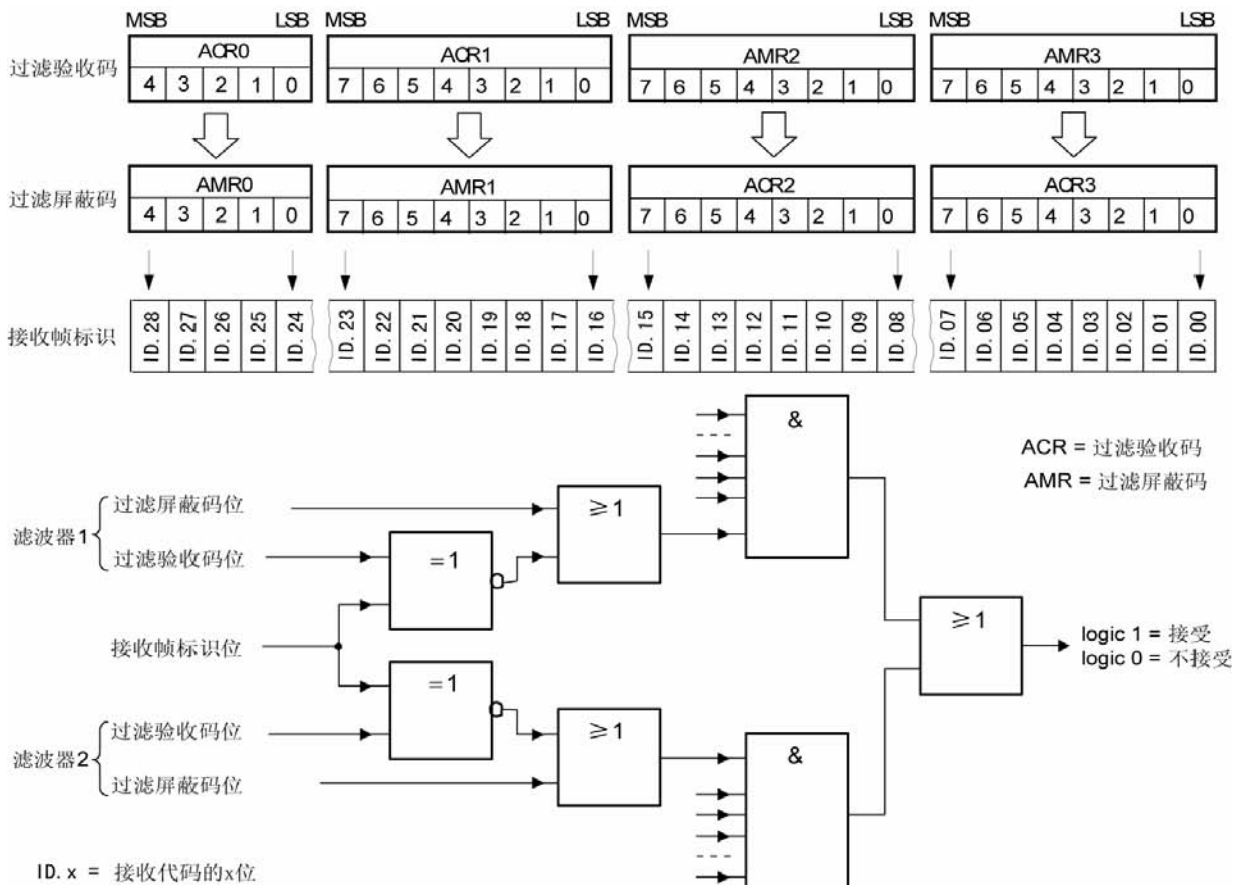 MSB LSB MSB LSB MSB LSB MSB LSB
过滤验收码 ACR0 ACR1 AMR2 AMR3
4 3 2 1 0 7 6 5 4 3 2 1 0 7 6 5 4 3 2 1 0 7 6 5 4 3 2 1 0
过滤屏蔽码 AMR0 AMR1 ACR2 ACR3
4 3 2 1 0 7 6 5 4 3 2 1 0 7 6 5 4 3 2 1 0 7 6 5 4 3 2 1 0
接收帧标识 ID. 28 ID. 27 ID. 26 ID. 25 ID. 24 ID. 23 ID. 22 ID. 21 ID. 20 ID. 19 ID. 18 ID. 17 ID. 16 ID. 15 ID. 14 ID. 13 ID. 12 ID. 11 ID. 10 ID. 09 ID. 08 ID. 07 ID. 06 ID. 05 ID. 04 ID. 03 ID. 02 ID. 01 ID. 00
&
ACR = 过滤验收码
AMR = 过滤屏蔽码
滤波器1
过滤屏蔽码位
过滤验收码位
≥1
=1
接收帧标识位
≥1
logic 1 = 接受
logic 0 = 不接受
=1
滤波器2
过滤验收码位
过滤屏蔽码位
≥1
&
ID. x = 接收代码的x位